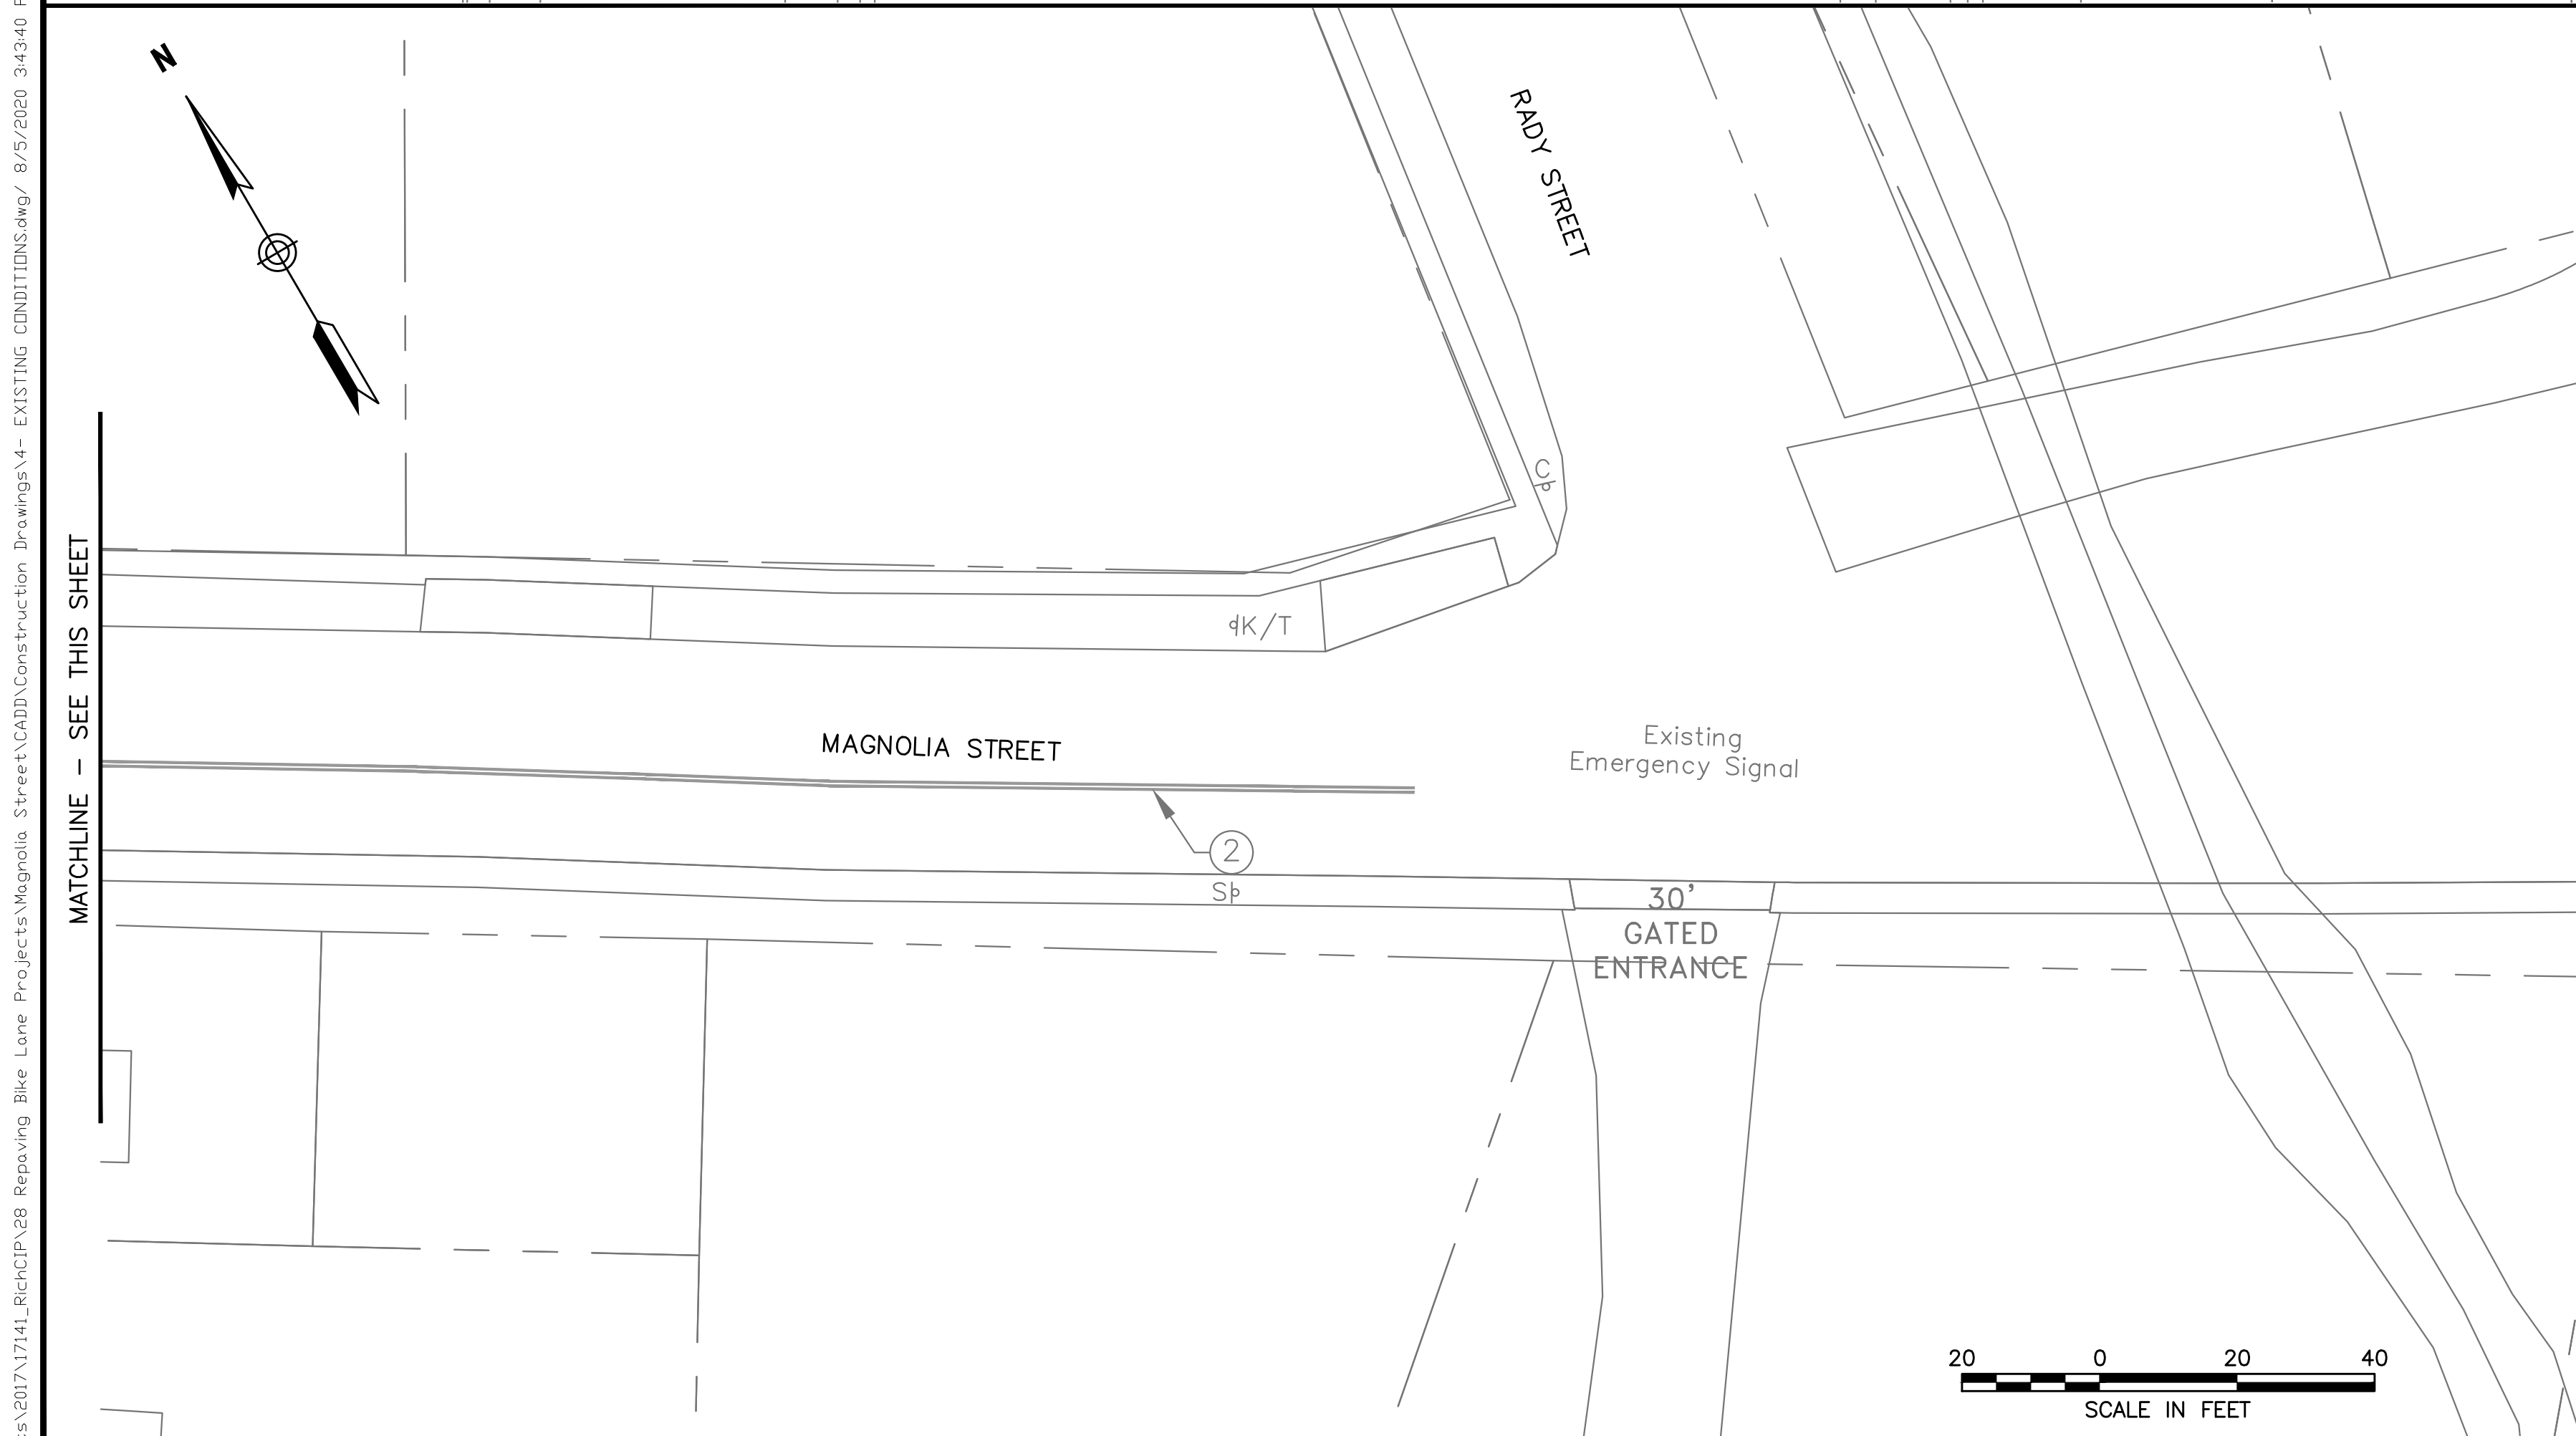 cs\2017\17141_RichCIP\28 Repaving Bike Lane Projects\Magnolia Street\CADD\Construction Drawings\4- EXISTING CONDITIONS.dwg/ 8/5/2020 3:43:40
N
RADY STREET
C
MATCHLINE - SEE THIS SHEET
K/T
MAGNOLIA STREET
Existing
Emergency Signal
2
S
30'
GATED
ENTRANCE
20 0 20 40
SCALE IN FEET